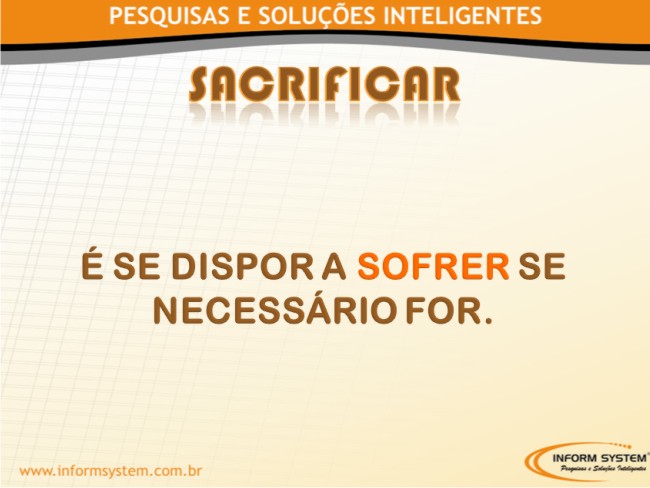 PESQUISAS E SOLUÇÕES INTELIGENTES
SACRIFICAR
É SE DISPOR A SOFRER SE
NECESSÁRIO FOR.
www.informsystem.com.br
INFORM SYSTEM
Pesquisas e Soluções Inteligentes